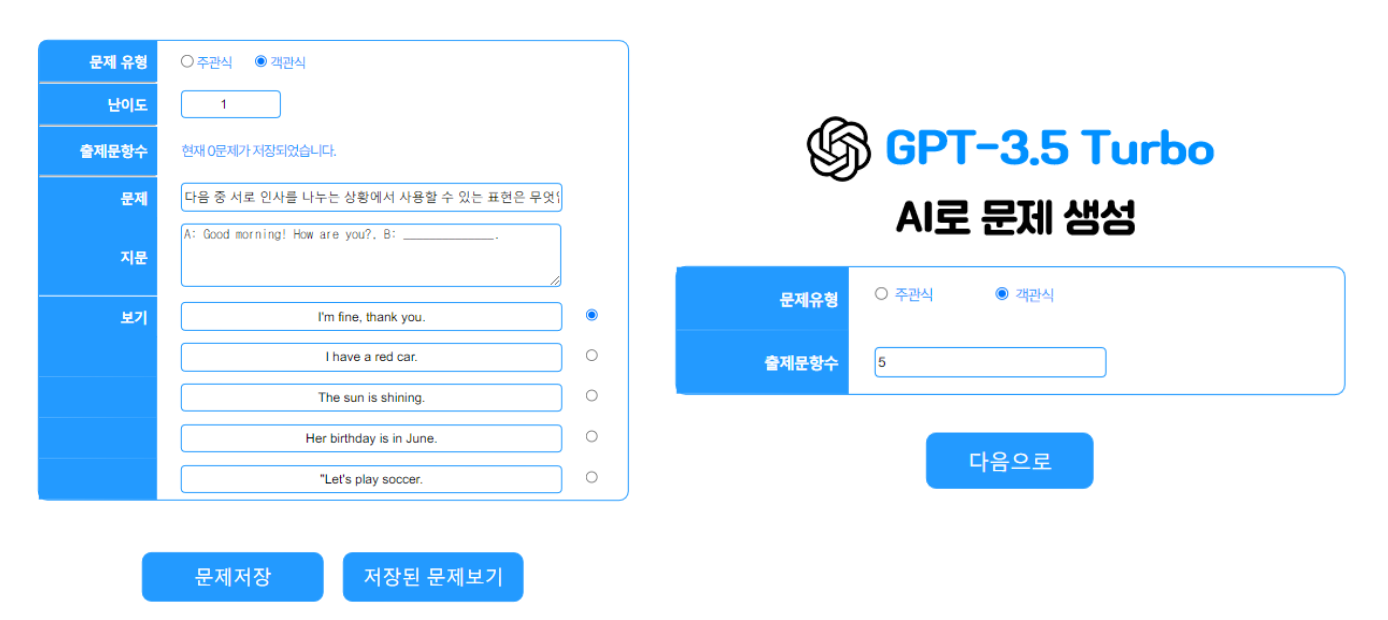 문제 유형 주관식 객관식
난이도 1
출제문항수 현재 0문제가 저장되었습니다.
문제 다음 중 서로 인사를 나누는 상황에서 사용할 수 있는 표현은 무엇
지문 A: Good morning! How are you?, B: _____________.
보기 I'm fine, thank you.
I have a red car.
The sun is shining.
Her birthday is in June.
"Let's play soccer.
문제저장 저장된 문제보기
GPT-3.5 Turbo
AI로 문제 생성
문제유형 주관식 객관식
출제문항수 5
다음으로